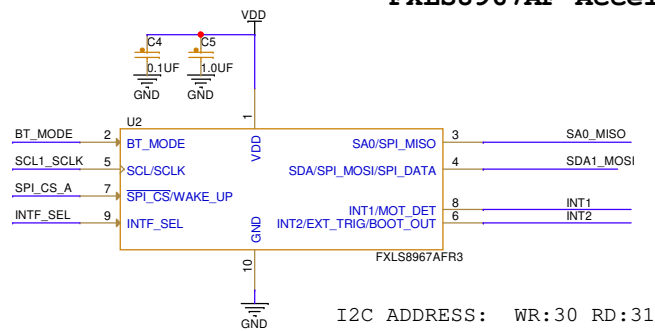 FXLS8967AF Accel
VDD
C4
C5
0.1UF
1.0UF
GND
GND
U2
1
BT_MODE
2
BT_MODE
VDD
SA0/SPI_MISO
3
SA0_MISO
SCL1_SCLK
5
SCL/SCLK
SDA/SPI_MOSI/SPI_DATA
4
SDA1_MOSI
SPI_CS_A
7
SPI_CS/WAKE_UP
INT1/MOT_DET
8
INT1
INTF_SEL
9
INTF_SEL
GND
INT2/EXT_TRIG/BOOT_OUT
6
INT2
10
FXLS8967AFR3
GND
I2C ADDRESS: WR:30 RD:31